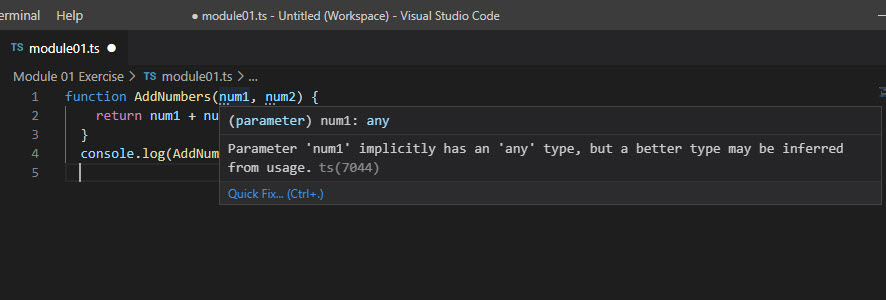 erminal Help ● module01.ts - Untitled (Workspace) - Visual Studio Code
TS module01.ts ●
Module 01 Exercise > TS module01.ts > ...
1 function AddNumbers(num1, num2) {
2 return num1 + nu
3 }
4 console.log(AddNum
5
(parameter) num1: any
Parameter 'num1' implicitly has an 'any' type, but a better type may be inferred
from usage. ts(7044)
Quick Fix... (Ctrl+.)